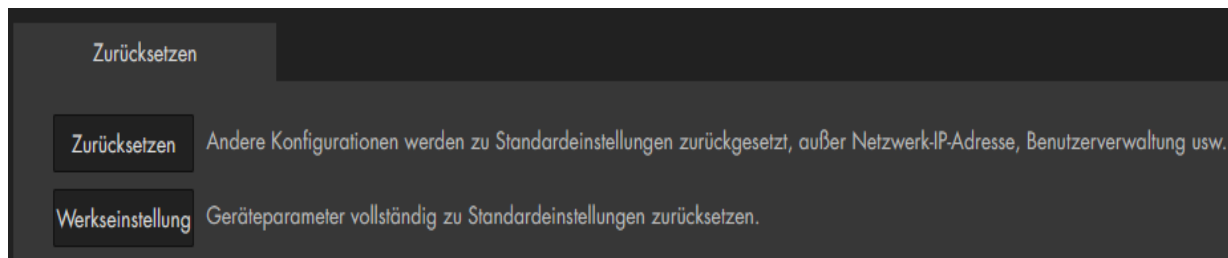 Zurücksetzen
Zurücksetzen Andere Konfigurationen werden zu Standardeinstellungen zurückgesetzt, außer Netzwerk-IP-Adresse, Benutzerverwaltung usw.
Werkseinstellung Geräteparameter vollständig zu Standardeinstellungen zurücksetzen.